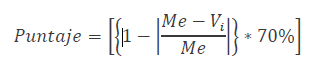 Puntaje = [{1 − |Me − V_i / Me|} * 70%]